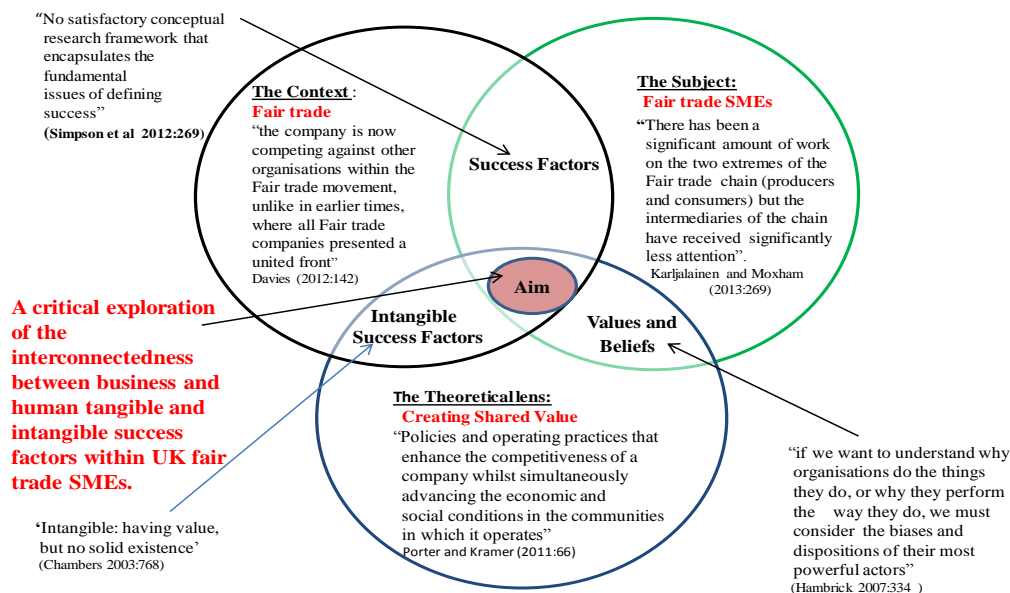 “No satisfactory conceptual
research framework that
encapsulates the
fundamental
issues of defining
success”
(Simpson et al 2012:269)
The Context :
Fair trade
“the company is now
competing against other
organisations within the
Fair trade movement,
unlike in earlier times,
where all Fair trade
companies presented a
united front”
Davies (2012:142)
Success Factors
The Subject:
Fair trade SMEs
“There has been a
significant amount of work
on the two extremes of the
Fair trade chain (producers
and consumers) but the
intermediaries of the chain
have received significantly
less attention”.
Karljalainen and Moxham
(2013:269)
Aim
Intangible
Success Factors
Values and
Beliefs
A critical exploration
of the
interconnectedness
between business and
human tangible and
intangible success
factors within UK fair
trade SMEs.
The Theoretical lens:
Creating Shared Value
“Policies and operating practices that
enhance the competitiveness of a
company whilst simultaneously
advancing the economic and
social conditions in the communities
in which it operates”
Porter and Kramer (2011:66)
‘Intangible: having value,
but no solid existence’
(Chambers 2003:768)
“if we want to understand why
organisations do the things
they do, or why they perform
the way they do, we must
consider the biases and
dispositions of their most
powerful actors”
(Hambrick 2007:334 )